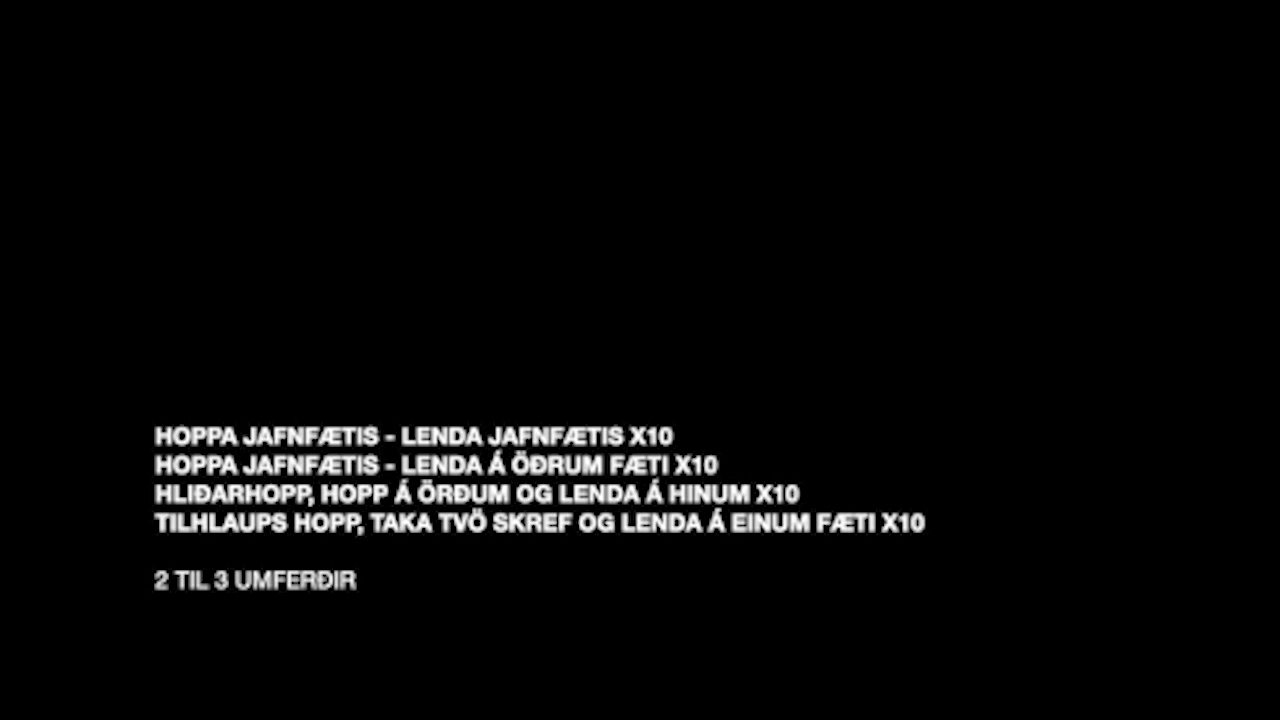 HOPPA JAFNFÆTIS - LENDA JAFNFÆTIS X10
HOPPA JAFNFÆTIS - LENDA Á ÖÐRUM FÆTI X10
HLIÐARHOPP, HOPP Á ÖRÐUM OG LENDA Á HINUM X10
TILHLAUPS HOPP, TAKA TVÖ SKREF OG LENDA Á EINUM FÆTI X10
2 TIL 3 UMFERÐIR